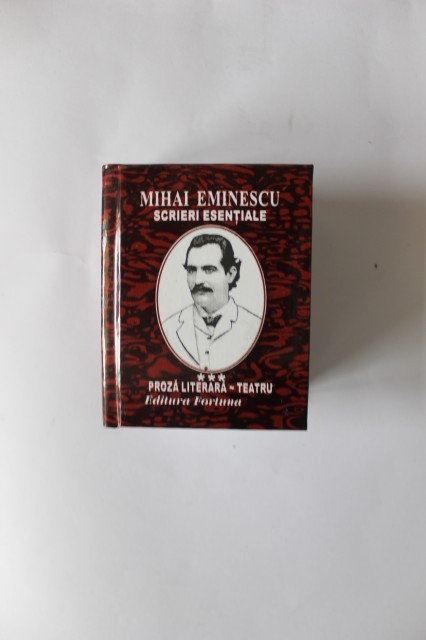 MIHAI EMINESCU
SCRIERI ESENȚIALE
***
PROZĂ LITERARĂ - TEATRU
Editura Fortuna